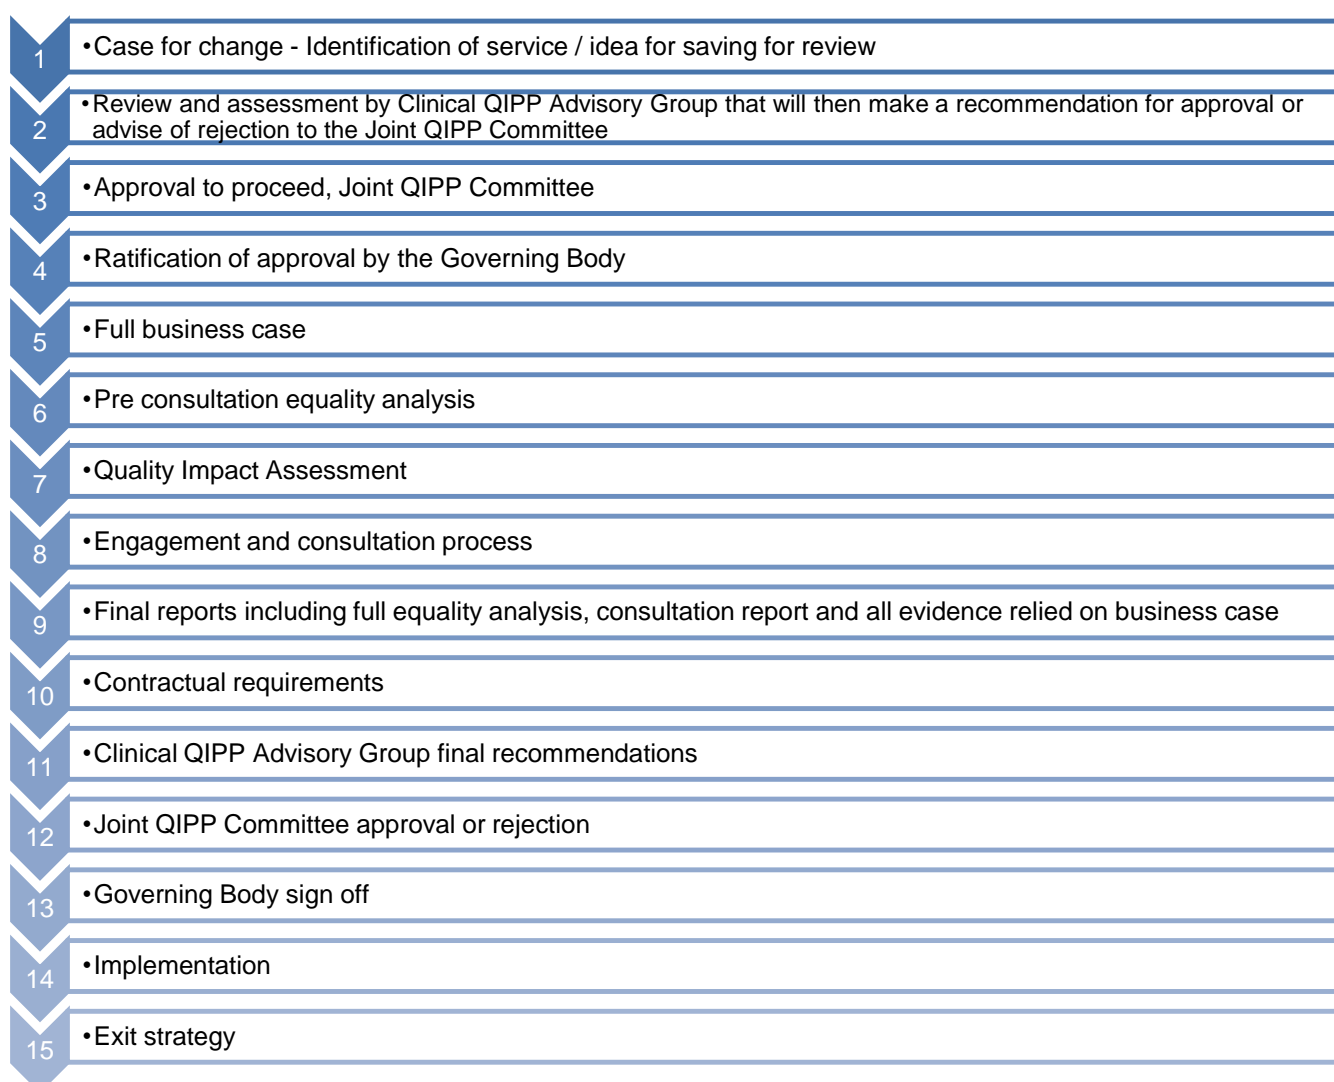 1
•Case for change - Identification of service / idea for saving for review
2
•Review and assessment by Clinical QIPP Advisory Group that will then make a recommendation for approval or
advise of rejection to the Joint QIPP Committee
3
•Approval to proceed, Joint QIPP Committee
4
•Ratification of approval by the Governing Body
5
•Full business case
6
•Pre consultation equality analysis
7
•Quality Impact Assessment
8
•Engagement and consultation process
9
•Final reports including full equality analysis, consultation report and all evidence relied on business case
10
•Contractual requirements
11
•Clinical QIPP Advisory Group final recommendations
12
•Joint QIPP Committee approval or rejection
13
•Governing Body sign off
14
•Implementation
15
•Exit strategy